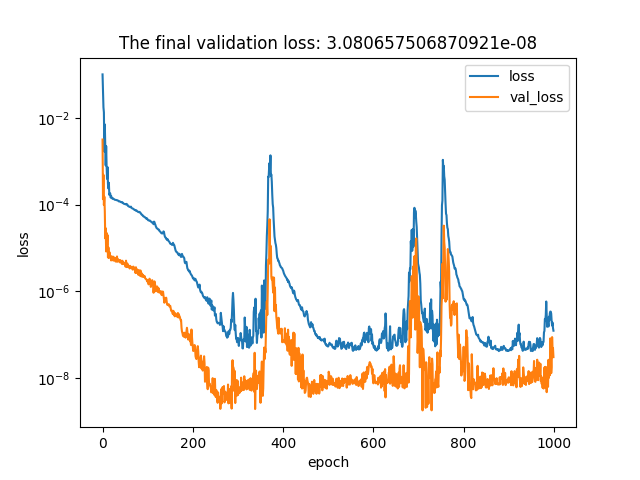 The final validation loss: 3.080657506870921e-08
loss
val_loss
10⁻²
10⁻⁴
10⁻⁶
10⁻⁸
loss
0 200 400 600 800 1000
epoch